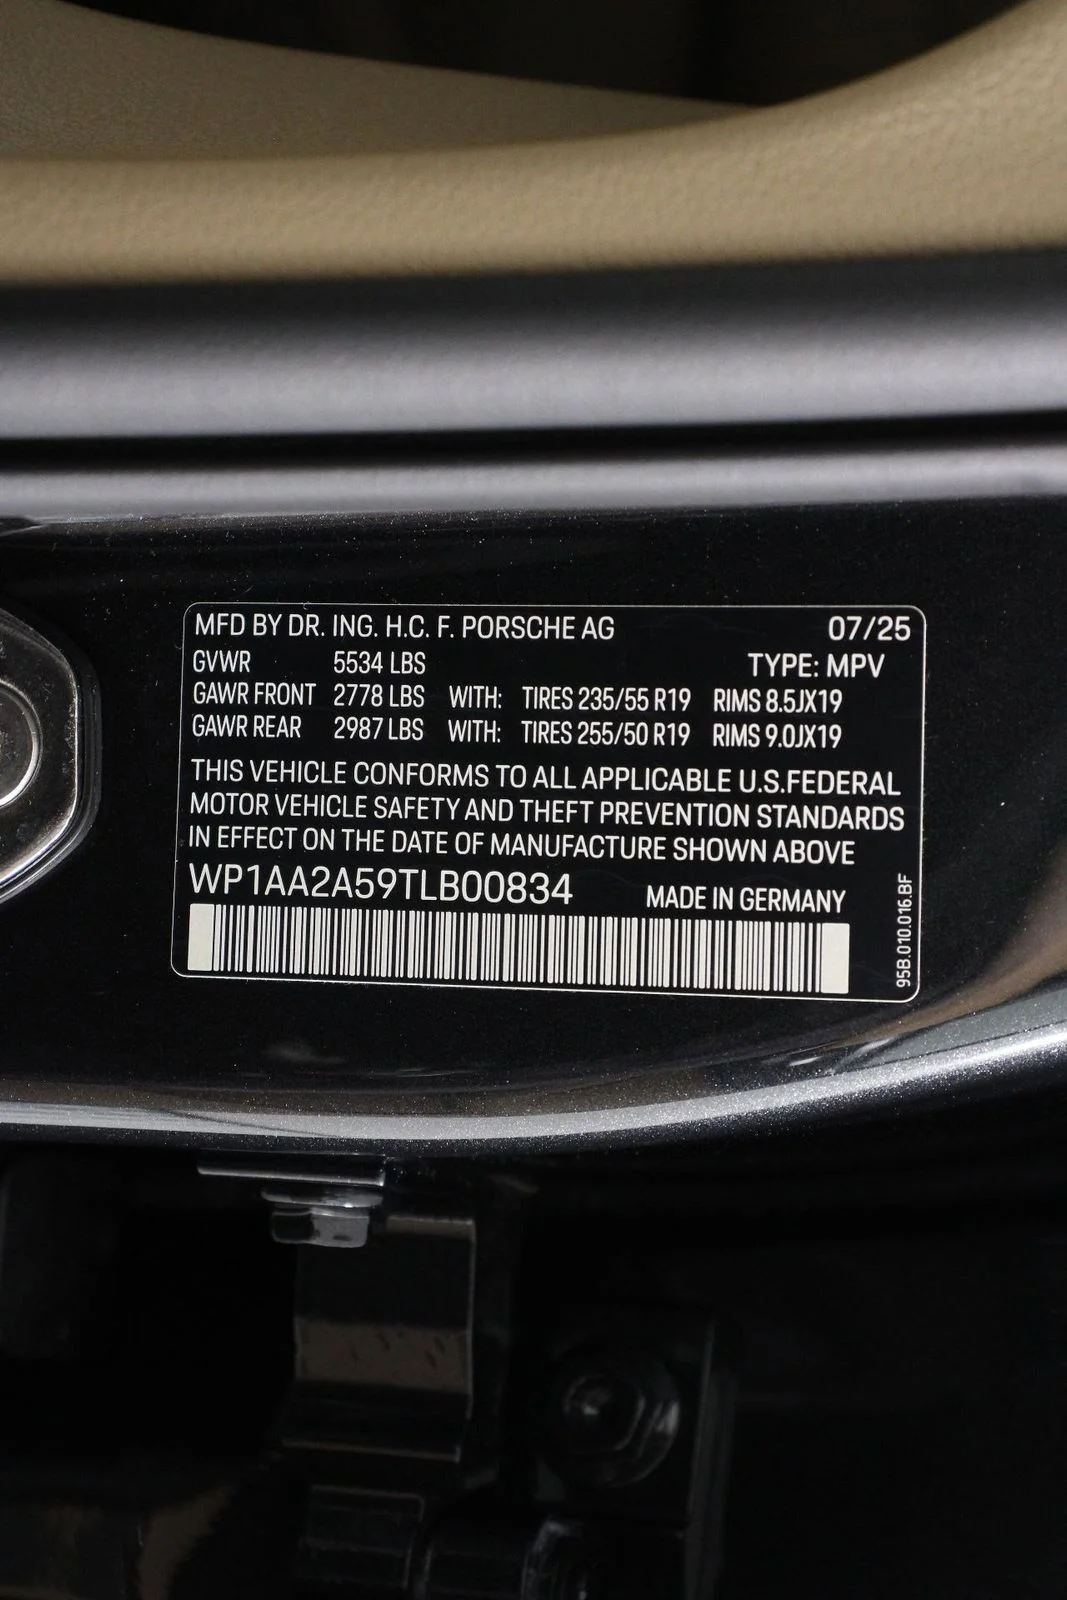 MFD BY DR. ING. H.C. F. PORSCHE AG 07/25
GVWR 5534 LBS TYPE: MPV
GAWR FRONT 2778 LBS WITH: TIRES 235/55 R19 RIMS 8.5JX19
GAWR REAR 2987 LBS WITH: TIRES 255/50 R19 RIMS 9.0JX19
THIS VEHICLE CONFORMS TO ALL APPLICABLE U.S.FEDERAL
MOTOR VEHICLE SAFETY AND THEFT PREVENTION STANDARDS
IN EFFECT ON THE DATE OF MANUFACTURE SHOWN ABOVE
WP1AA2A59TLB00834 MADE IN GERMANY
95B.010.016.BF